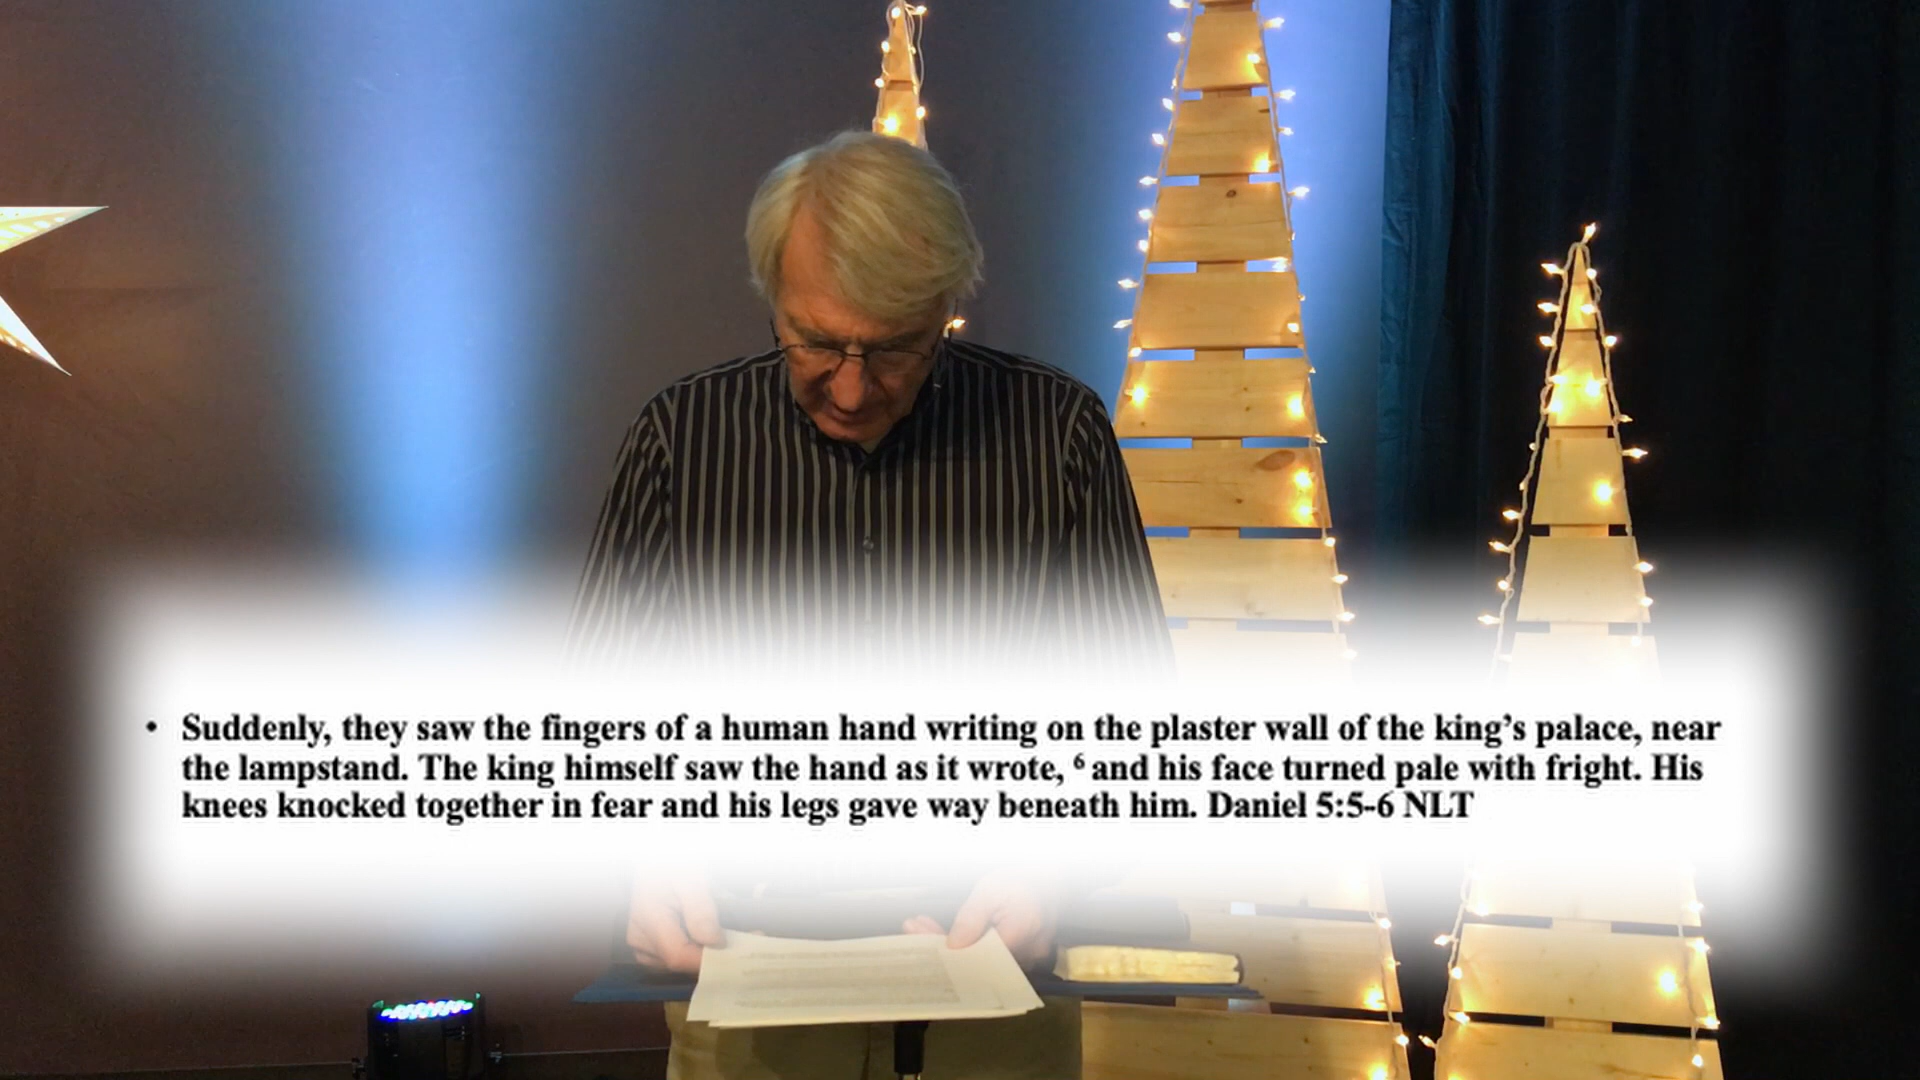 • Suddenly, they saw the fingers of a human hand writing on the plaster wall of the king's palace, near
the lampstand. The king himself saw the hand as it wrote, ⁶ and his face turned pale with fright. His
knees knocked together in fear and his legs gave way beneath him. Daniel 5:5-6 NLT